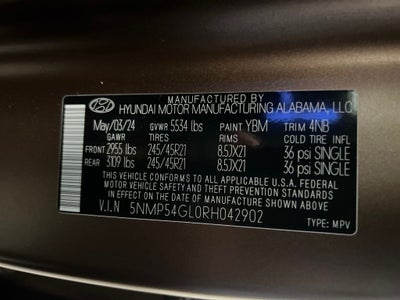 MANUFACTURED BY
HYUNDAI MOTOR MANUFACTURING ALABAMA, LLC
May/03/24 GVWR 5534 lbs PAINT YBM TRIM 4NB
GAWR TIRES RIMS COLD TIRE INFL
FRONT 2955 lbs 245/45R21 8.5JX21 36 psi SINGLE
REAR 3109 lbs 245/45R21 8.5JX21 36 psi SINGLE
THIS VEHICLE CONFORMS TO ALL APPLICABLE U.S.A. FEDERAL
MOTOR VEHICLE SAFETY AND THEFT PREVENTION STANDARDS
IN EFFECT ON THE DATE OF MANUFACTURE SHOWN ABOVE
V.I.N 5NMP54GL0RH042902 TYPE: MPV